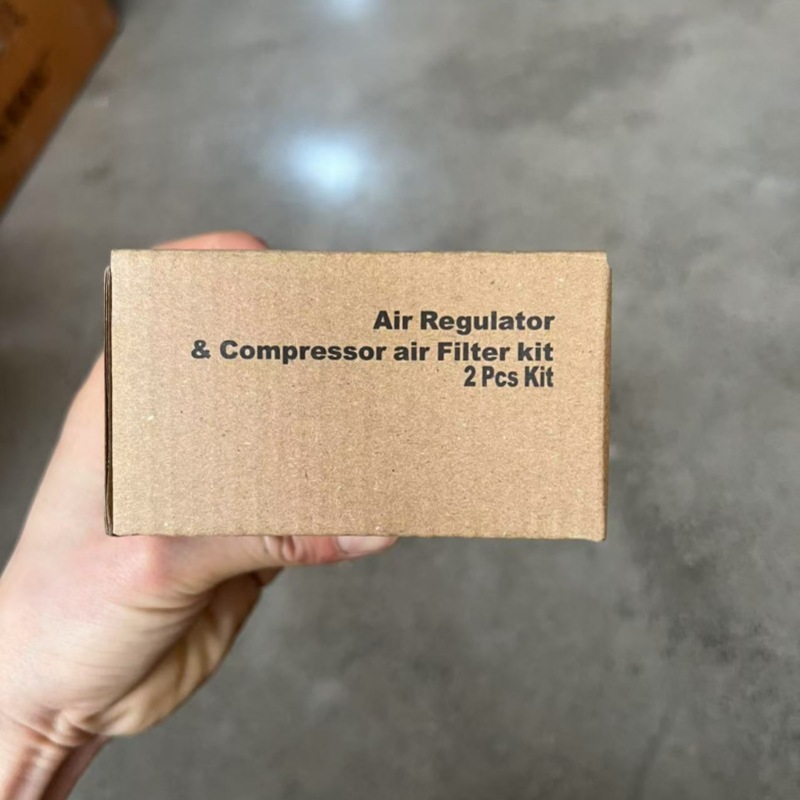 Air Regulator
& Compressor air Filter kit
2 Pcs Kit